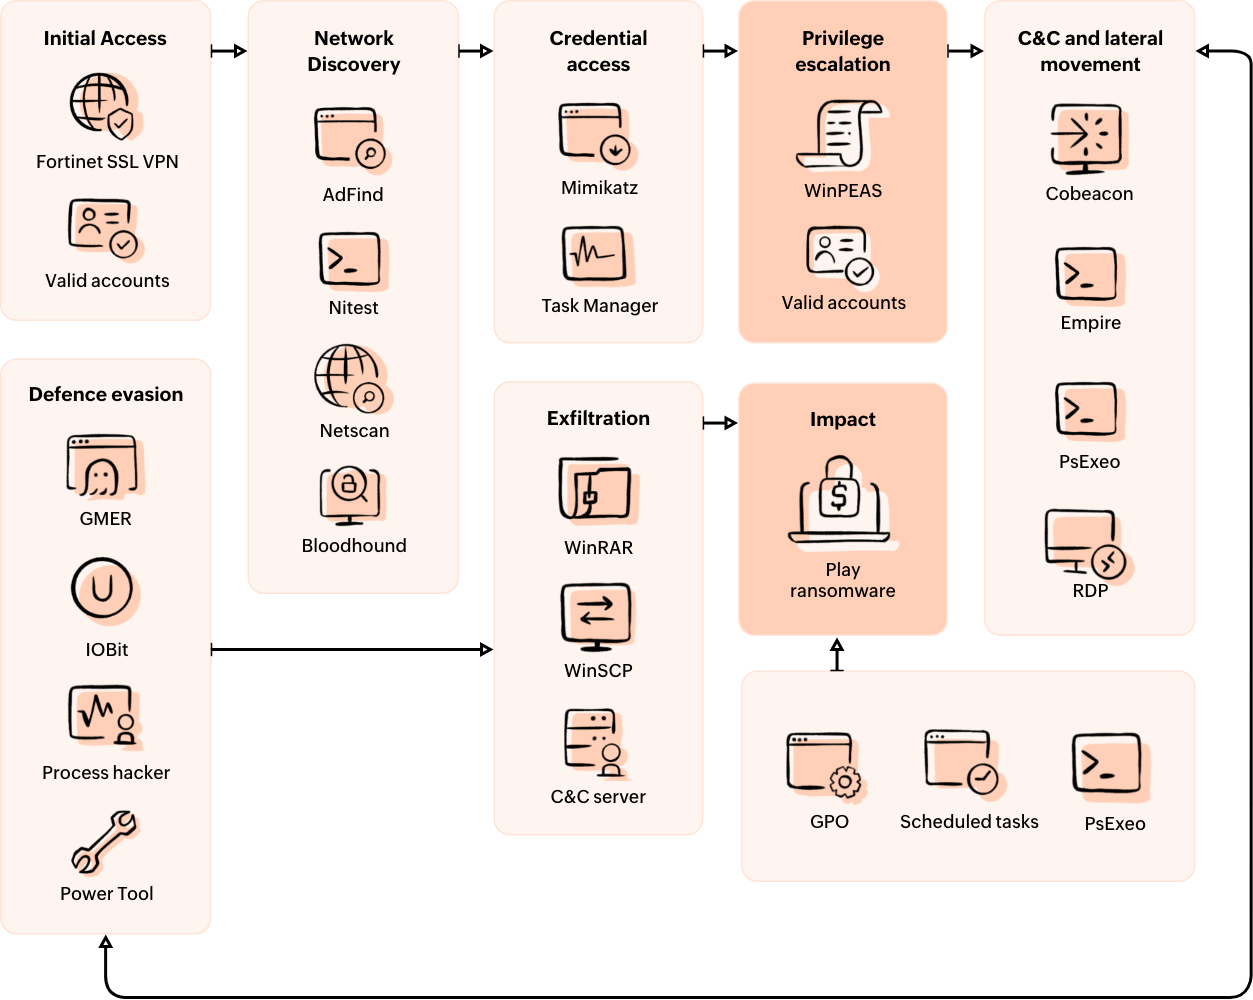 Initial Access
Fortinet SSL VPN
Valid accounts
Network
Discovery
AdFind
Nitest
Netscan
Bloodhound
Credential
access
Mimikatz
Task Manager
Privilege
escalation
WinPEAS
Valid accounts
C&C and lateral
movement
Cobeacon
Empire
PsExeo
RDP
Defence evasion
GMER
U
IOBit
Process hacker
Power Tool
Exfiltration
WinRAR
WinSCP
C&C server
Impact
$
Play
ransomware
GPO
Scheduled tasks
PsExeo